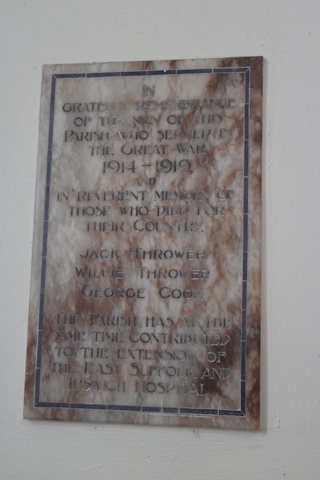 IN
GRATEFUL REMEMBRANCE
OF THE MEN OF THIS
PARISH WHO SERVED IN
THE GREAT WAR
1914-1919.
AND
IN REVERENT MEMORY OF
THOSE WHO DIED FOR
THEIR COUNTRY.
JACK THROWER
WILLIE THROWER
GEORGE COOK
THE PARISH HAS AT THE
SAME TIME CONTRIBUTED
TO THE EXTENSION OF
THE EAST SUFFOLK AND
IPSWICH HOSPITAL.